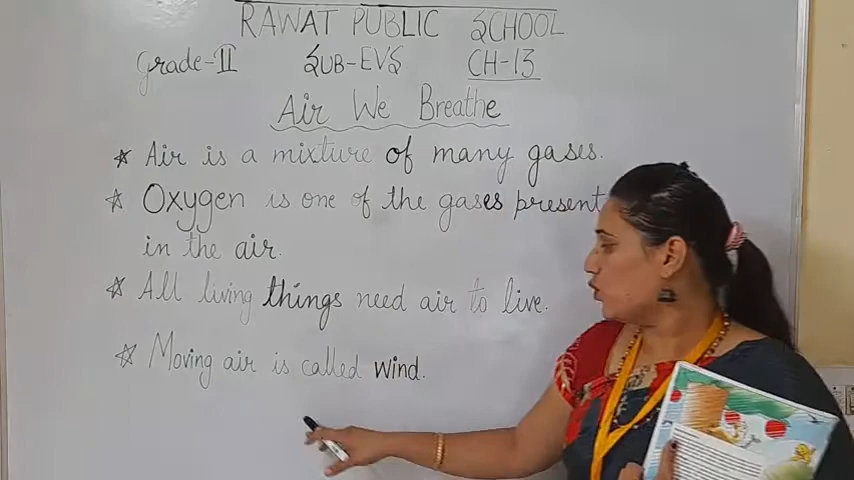 RAWAT PUBLIC SCHOOL
Grade-II SUB-EVS CH-13
Air We Breathe
☆ Air is a mixture of many gases.
☆ Oxygen is one of the gases present
in the air.
☆ All living things need air to live.
☆ Moving air is called wind.